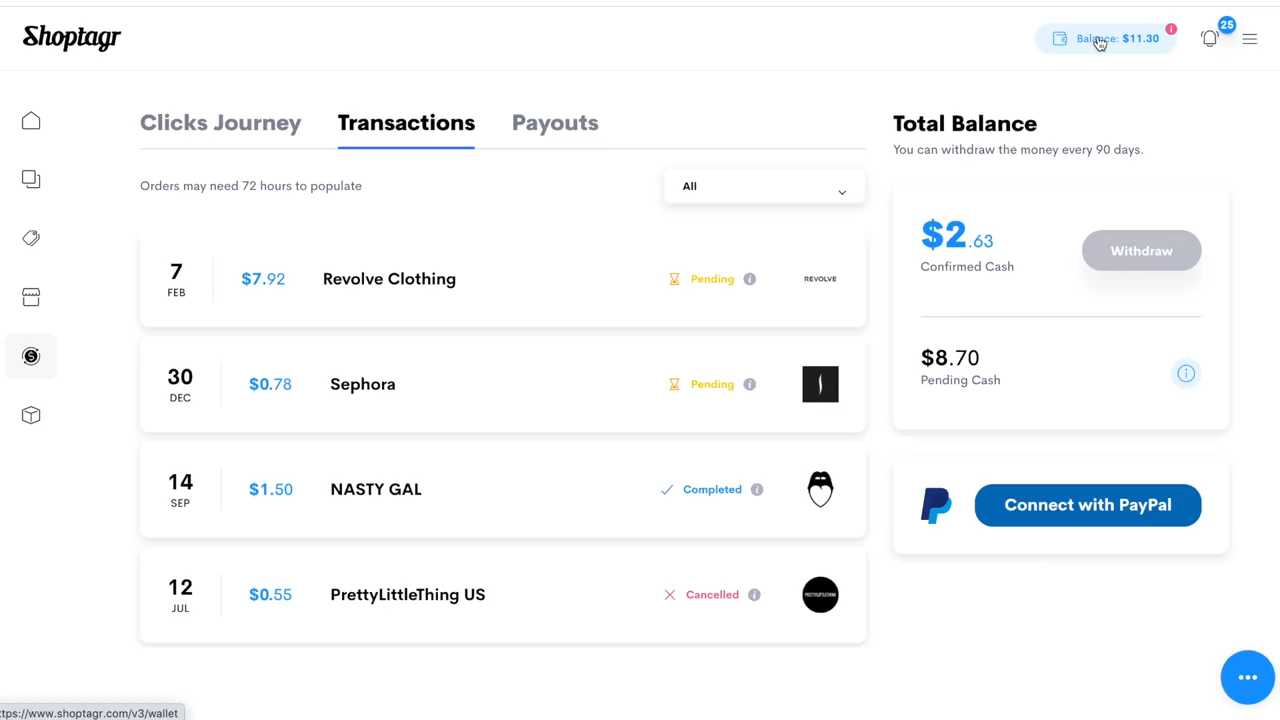 Shoptagr
Balance: $11.30
25
Clicks Journey
Transactions
Payouts
Orders may need 72 hours to populate
All
7
FEB
$7.92
Revolve Clothing
Pending
REVOLVE
30
DEC
$0.78
Sephora
Pending
14
SEP
$1.50
NASTY GAL
Completed
12
JUL
$0.55
PrettyLittleThing US
Cancelled
PRETTYLITTLETHING
Total Balance
You can withdraw the money every 90 days.
$2.63
Confirmed Cash
Withdraw
$8.70
Pending Cash
Connect with PayPal
ttps://www.shoptagr.com/v3/wallet